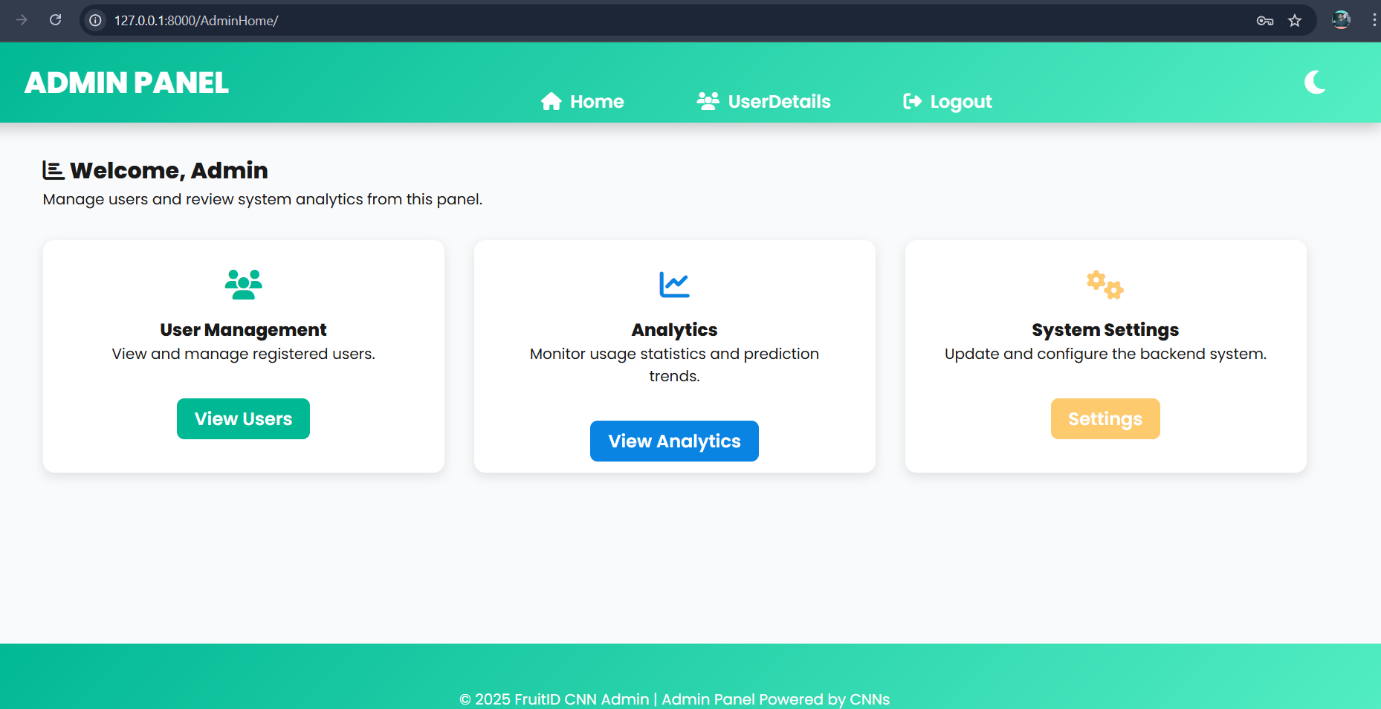 127.0.0.1:8000/AdminHome/
ADMIN PANEL
Home
UserDetails
Logout
Welcome, Admin
Manage users and review system analytics from this panel.
User Management
View and manage registered users.
View Users
Analytics
Monitor usage statistics and prediction
trends.
View Analytics
System Settings
Update and configure the backend system.
Settings
© 2025 FruitID CNN Admin | Admin Panel Powered by CNNs